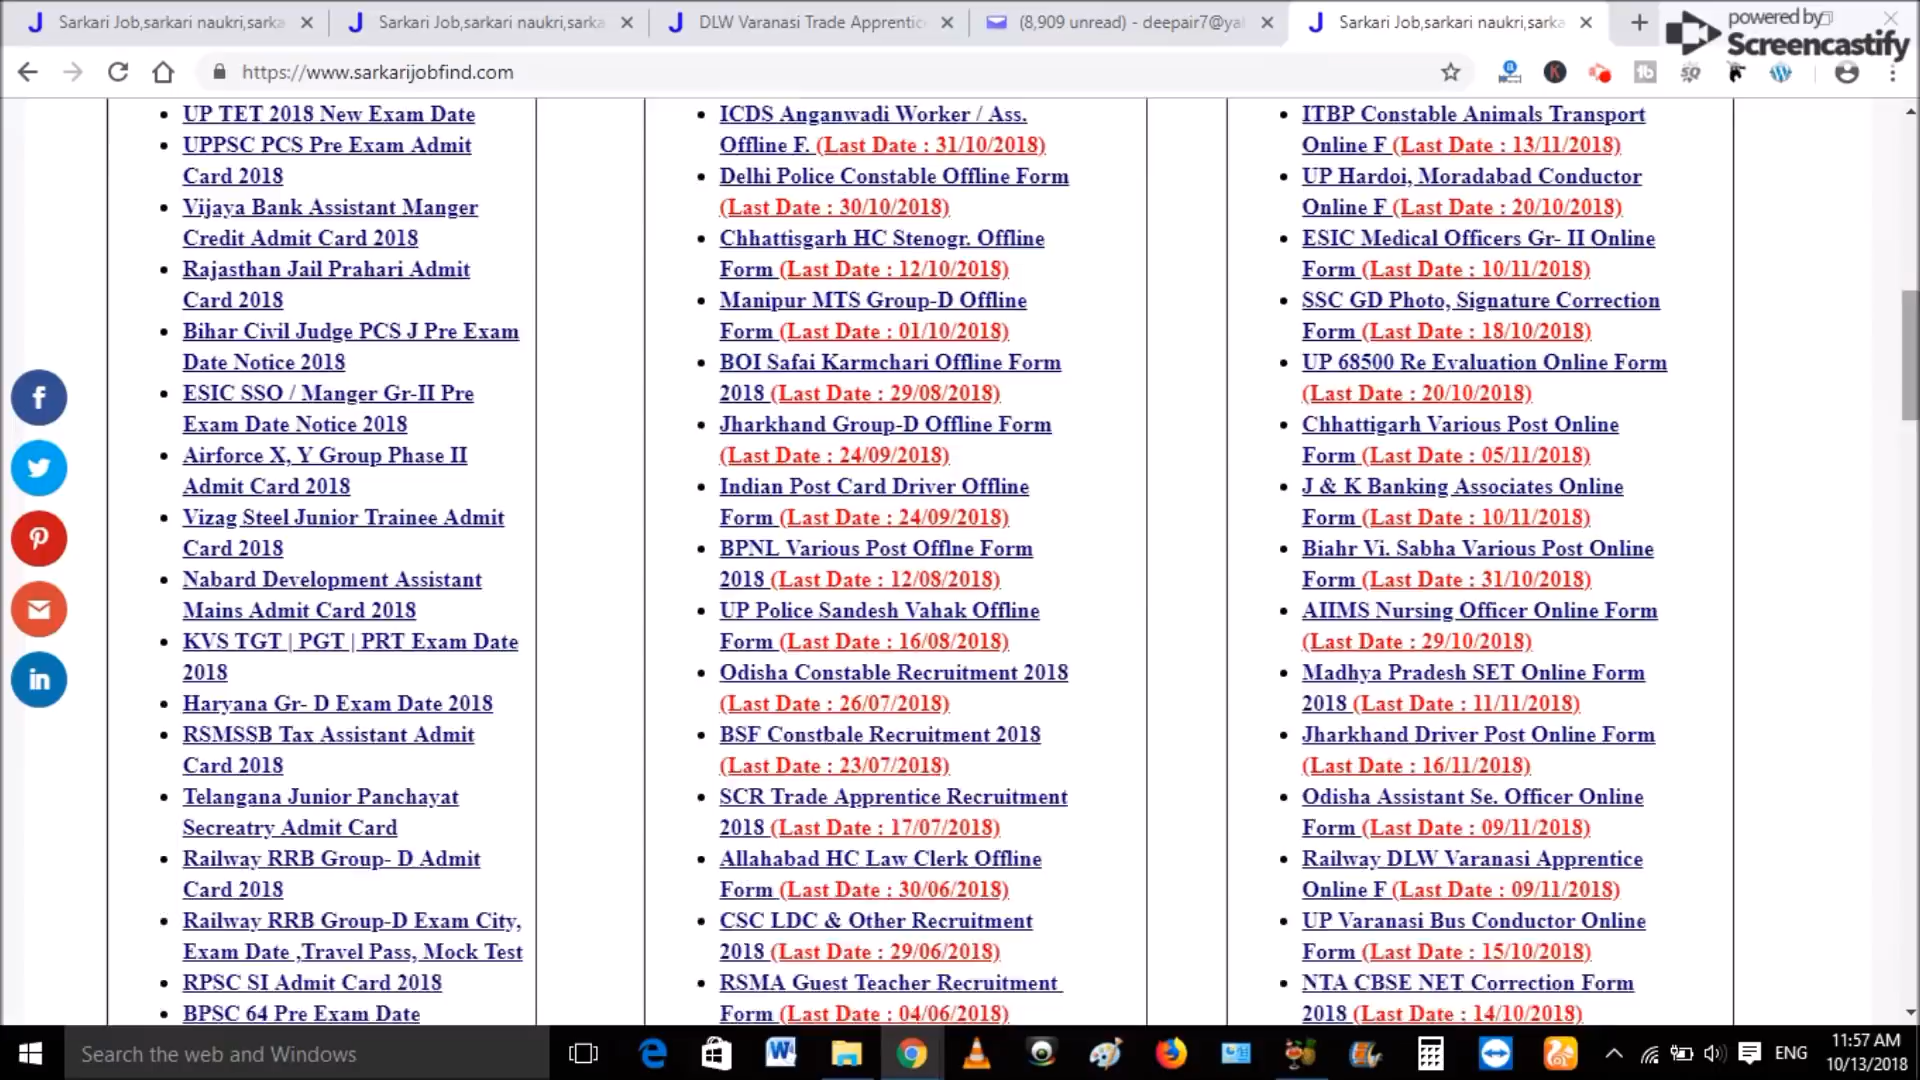 Sarkari Job,sarkari naukri,sarka
Sarkari Job,sarkari naukri,sarka
DLW Varanasi Trade Apprentic
(8,909 unread) - deepair7@ya
Sarkari Job,sarkari naukri,sarka
powered by
Screencastify
https://www.sarkarijobfind.com
UP TET 2018 New Exam Date
UPPSC PCS Pre Exam Admit
Card 2018
Vijaya Bank Assistant Manger
Credit Admit Card 2018
Rajasthan Jail Prahari Admit
Card 2018
Bihar Civil Judge PCS J Pre Exam
Date Notice 2018
ESIC SSO / Manger Gr-II Pre
Exam Date Notice 2018
Airforce X, Y Group Phase II
Admit Card 2018
Vizag Steel Junior Trainee Admit
Card 2018
Nabard Development Assistant
Mains Admit Card 2018
KVS TGT | PGT | PRT Exam Date
2018
Haryana Gr- D Exam Date 2018
RSMSSB Tax Assistant Admit
Card 2018
Telangana Junior Panchayat
Secreatry Admit Card
Railway RRB Group- D Admit
Card 2018
Railway RRB Group-D Exam City,
Exam Date ,Travel Pass, Mock Test
RPSC SI Admit Card 2018
BPSC 64 Pre Exam Date
ICDS Anganwadi Worker / Ass.
Offline F. (Last Date : 31/10/2018)
Delhi Police Constable Offline Form
(Last Date : 30/10/2018)
Chhattisgarh HC Stenogr. Offline
Form (Last Date : 12/10/2018)
Manipur MTS Group-D Offline
Form (Last Date : 01/10/2018)
BOI Safai Karmchari Offline Form
2018 (Last Date : 29/08/2018)
Jharkhand Group-D Offline Form
(Last Date : 24/09/2018)
Indian Post Card Driver Offline
Form (Last Date : 24/09/2018)
BPNL Various Post Offlne Form
2018 (Last Date : 12/08/2018)
UP Police Sandesh Vahak Offline
Form (Last Date : 16/08/2018)
Odisha Constable Recruitment 2018
(Last Date : 26/07/2018)
BSF Constbale Recruitment 2018
(Last Date : 23/07/2018)
SCR Trade Apprentice Recruitment
2018 (Last Date : 17/07/2018)
Allahabad HC Law Clerk Offline
Form (Last Date : 30/06/2018)
CSC LDC & Other Recruitment
2018 (Last Date : 29/06/2018)
RSMA Guest Teacher Recruitment
Form (Last Date : 04/06/2018)
ITBP Constable Animals Transport
Online F (Last Date : 13/11/2018)
UP Hardoi, Moradabad Conductor
Online F (Last Date : 20/10/2018)
ESIC Medical Officers Gr- II Online
Form (Last Date : 10/11/2018)
SSC GD Photo, Signature Correction
Form (Last Date : 18/10/2018)
UP 68500 Re Evaluation Online Form
(Last Date : 20/10/2018)
Chhattigarh Various Post Online
Form (Last Date : 05/11/2018)
J & K Banking Associates Online
Form (Last Date : 10/11/2018)
Biahr Vi. Sabha Various Post Online
Form (Last Date : 31/10/2018)
AIIMS Nursing Officer Online Form
(Last Date : 29/10/2018)
Madhya Pradesh SET Online Form
2018 (Last Date : 11/11/2018)
Jharkhand Driver Post Online Form
(Last Date : 16/11/2018)
Odisha Assistant Se. Officer Online
Form (Last Date : 09/11/2018)
Railway DLW Varanasi Apprentice
Online F (Last Date : 09/11/2018)
UP Varanasi Bus Conductor Online
Form (Last Date : 15/10/2018)
NTA CBSE NET Correction Form
2018 (Last Date : 14/10/2018)
Search the web and Windows
ENG
11:57 AM
10/13/2018